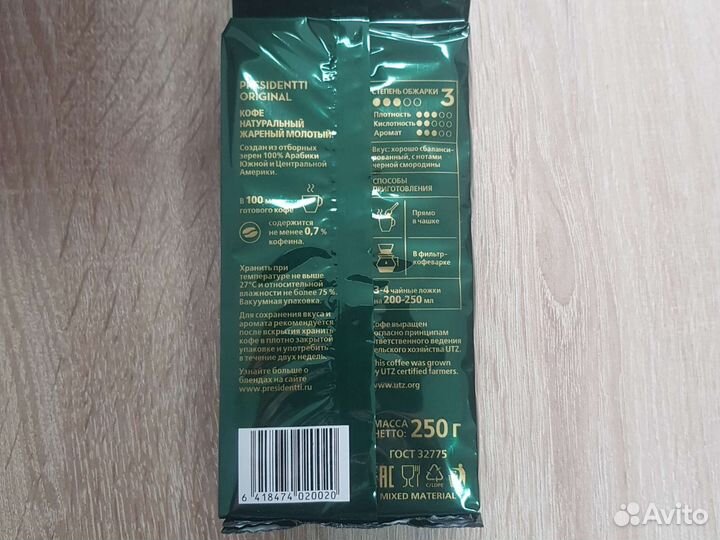 PRESIDENTTI
ORIGINAL
КОФЕ
НАТУРАЛЬНЫЙ
ЖАРЕНЫЙ МОЛОТЫЙ
Создан из отборных
зерен 100% Арабики
Южной и Центральной
Америки.
В 100
готового кофе
содержится
не менее 0,7 %
кофеина.
Хранить при
температуре не выше
27°С и относительной
влажности не более 75 %.
Вакуумная упаковка.
Для сохранения вкуса и
аромата рекомендуется
после вскрытия хранить
кофе в плотно закрытой
упаковке и употребить
в течение двух недель.
Узнайте больше о
блендах на сайте
www.presidentti.ru
6 418474 020020
СТЕПЕНЬ ОБЖАРКИ
3
Плотность
Кислотность
Аромат
Вкус: хорошо сбаланси-
рованный, с нотами
черной смородины
СПОСОБЫ
ПРИГОТОВЛЕНИЯ
Прямо
в чашке
В фильтр-
кофеварке
3-4 чайные ложки
на 200-250 мл
Кофе выращен
согласно принципам
ответственного ведения
сельского хозяйства UTZ.
This coffee was grown
by UTZ certified farmers.
www.utz.org
МАССА
НЕТТО: 250 г
ГОСТ 32775
EAC
C/LDPE
MIXED MATERIAL
Avito